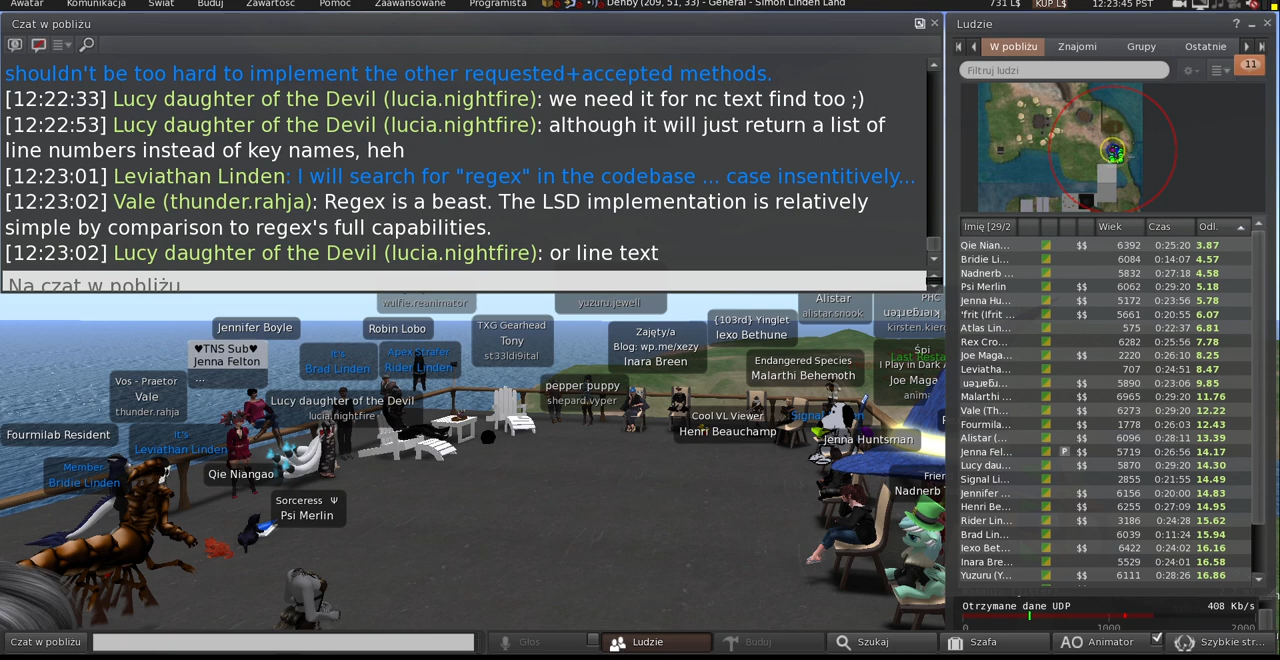 Awatar Komunikacja Świat Buduj Zawartość Pomoc Zaawansowane Programista Denby (209, 51, 33) - General - Simon Linden Land 731 L$ KUP L$ 12:23:45 PST
Czat w pobliżu
shouldn't be too hard to implement the other requested+accepted methods.
[12:22:33] Lucy daughter of the Devil (lucia.nightfire): we need it for nc text find too ;)
[12:22:53] Lucy daughter of the Devil (lucia.nightfire): although it will just return a list of
line numbers instead of key names, heh
[12:23:01] Leviathan Linden: I will search for "regex" in the codebase ... case insentitively...
[12:23:02] Vale (thunder.rahja): Regex is a beast. The LSD implementation is relatively
simple by comparison to regex's full capabilities.
[12:23:02] Lucy daughter of the Devil (lucia.nightfire): or line text
Na czat w pobliżu
wulfie.reanimator
yuzuru.jewell
Alistar
alistar.snook
PHC
kirsten.kierg
Jennifer Boyle
Robin Lobo
TXG Gearhead
Tony
st33ldi9ital
Zajęty/a
Blog: wp.me/xezy
Inara Breen
{103rd} Yinglet
Iexo Bethune
♥TNS Sub♥
Jenna Felton
...
It's
Brad Linden
Apex Strafer
Rider Linden
Endangered Species
Malarthi Behemoth
Śpi
I Play in Dark A
Joe Maga
anima
Vos - Praetor
Vale
thunder.rahja
pepper puppy
shepard.vyper
Lucy daughter of the Devil
lucia.nightfire
Cool VL Viewer
Henri Beauchamp
Jenna Huntsman
Fourmilab Resident
It's
Leviathan Linden
Member
Bridie Linden
Qie Niangao
Sorceress Ψ
Psi Merlin
Frien
Nadnerb
Ludzie
W pobliżu Znajomi Grupy Ostatnie
Filtruj ludzi
11
Imię [29/2 Wiek Czas Odl.
Qie Nian... $$ 6392 0:25:20 3.87
Bridie Li... 6084 0:14:07 4.57
Nadnerb ... 5832 0:27:18 4.58
Psi Merlin $$ 6062 0:29:20 5.18
Jenna Hu... $$ 5172 0:23:56 5.78
'frit (Ifrit ... $$ 5661 0:20:55 6.07
Atlas Lin... 575 0:22:37 6.81
Rex Cro... 6282 0:25:56 7.78
Joe Maga... $$ 2220 0:26:10 8.25
Leviatha... 707 0:24:51 8.47
$$ 5890 0:23:06 9.85
Malarthi ... $$ 6965 0:29:20 11.76
Vale (Th... $$ 6273 0:29:20 12.22
Fourmila... $$ 1778 0:26:03 12.43
Alistar (... $$ 6096 0:28:11 13.39
Jenna Fel... P $$ 5719 0:26:56 14.17
Lucy dau... $$ 5870 0:29:20 14.30
Signal Li... 2855 0:21:55 14.49
Jennifer ... $$ 6156 0:20:00 14.83
Henri Be... $$ 6255 0:27:09 14.95
Rider Lin... $$ 3186 0:24:28 15.62
Brad Lin... 6039 0:11:24 15.94
Iexo Bet... $$ 6422 0:24:02 16.16
Inara Bre... 5529 0:24:01 16.58
Yuzuru (Y... $$ 6111 0:28:26 16.86
Otrzymane dane UDP 408 Kb/s
0 1000 2000
Czat w pobliżu Głos Ludzie Buduj Szukaj Szafa AO Animator Szybkie str...